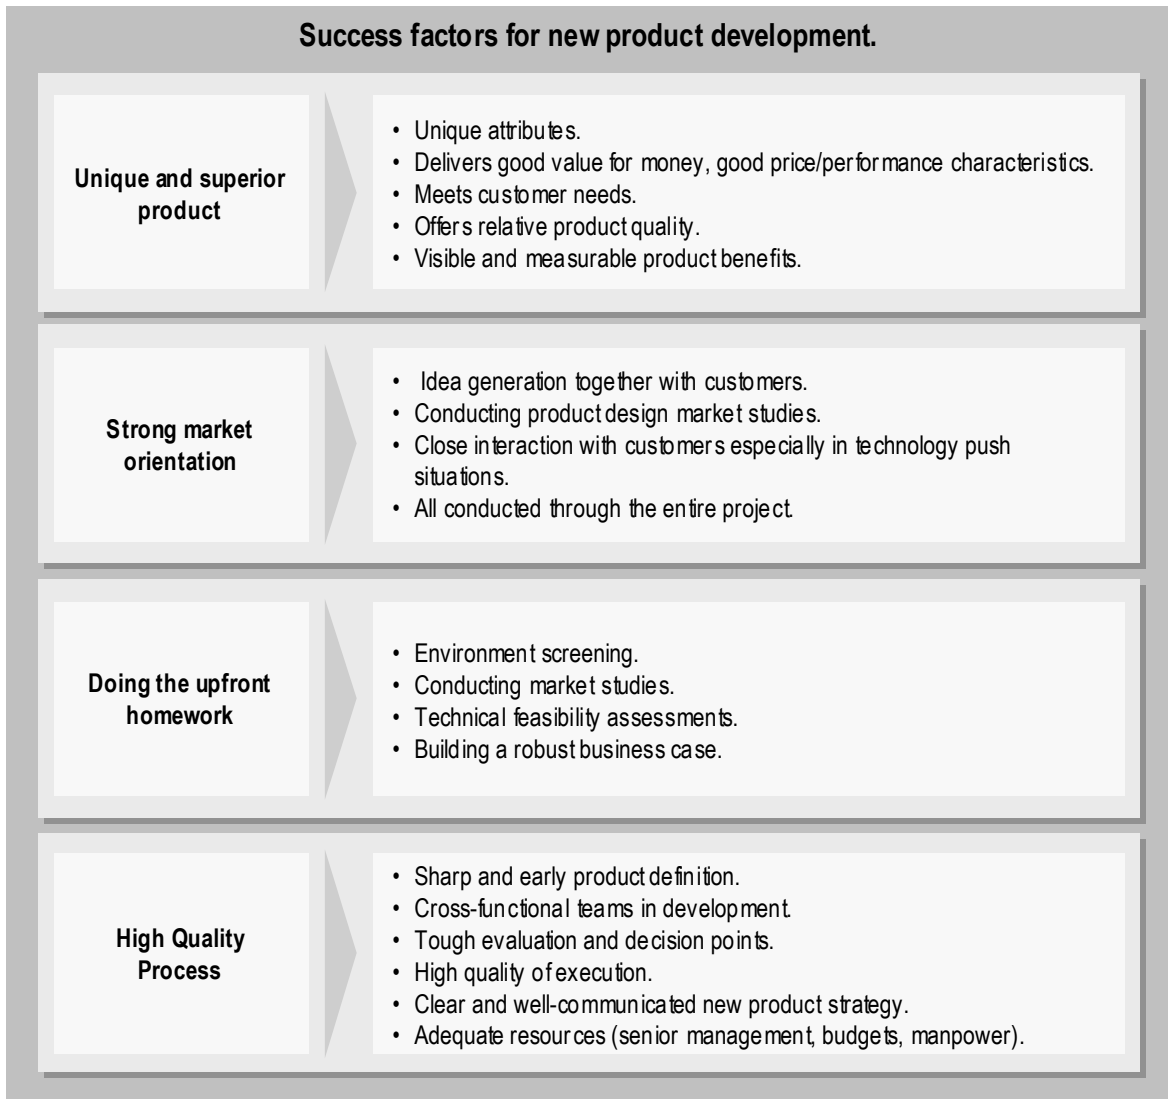 Success factors for new product development.
Unique and superior
product
• Unique attributes.
• Delivers good value for money, good price/performance characteristics.
• Meets customer needs.
• Offers relative product quality.
• Visible and measurable product benefits.
Strong market
orientation
• Idea generation together with customers.
• Conducting product design market studies.
• Close interaction with customers especially in technology push
situations.
• All conducted through the entire project.
Doing the upfront
homework
• Environment screening.
• Conducting market studies.
• Technical feasibility assessments.
• Building a robust business case.
High Quality
Process
• Sharp and early product definition.
• Cross-functional teams in development.
• Tough evaluation and decision points.
• High quality of execution.
• Clear and well-communicated new product strategy.
• Adequate resources (senior management, budgets, manpower).